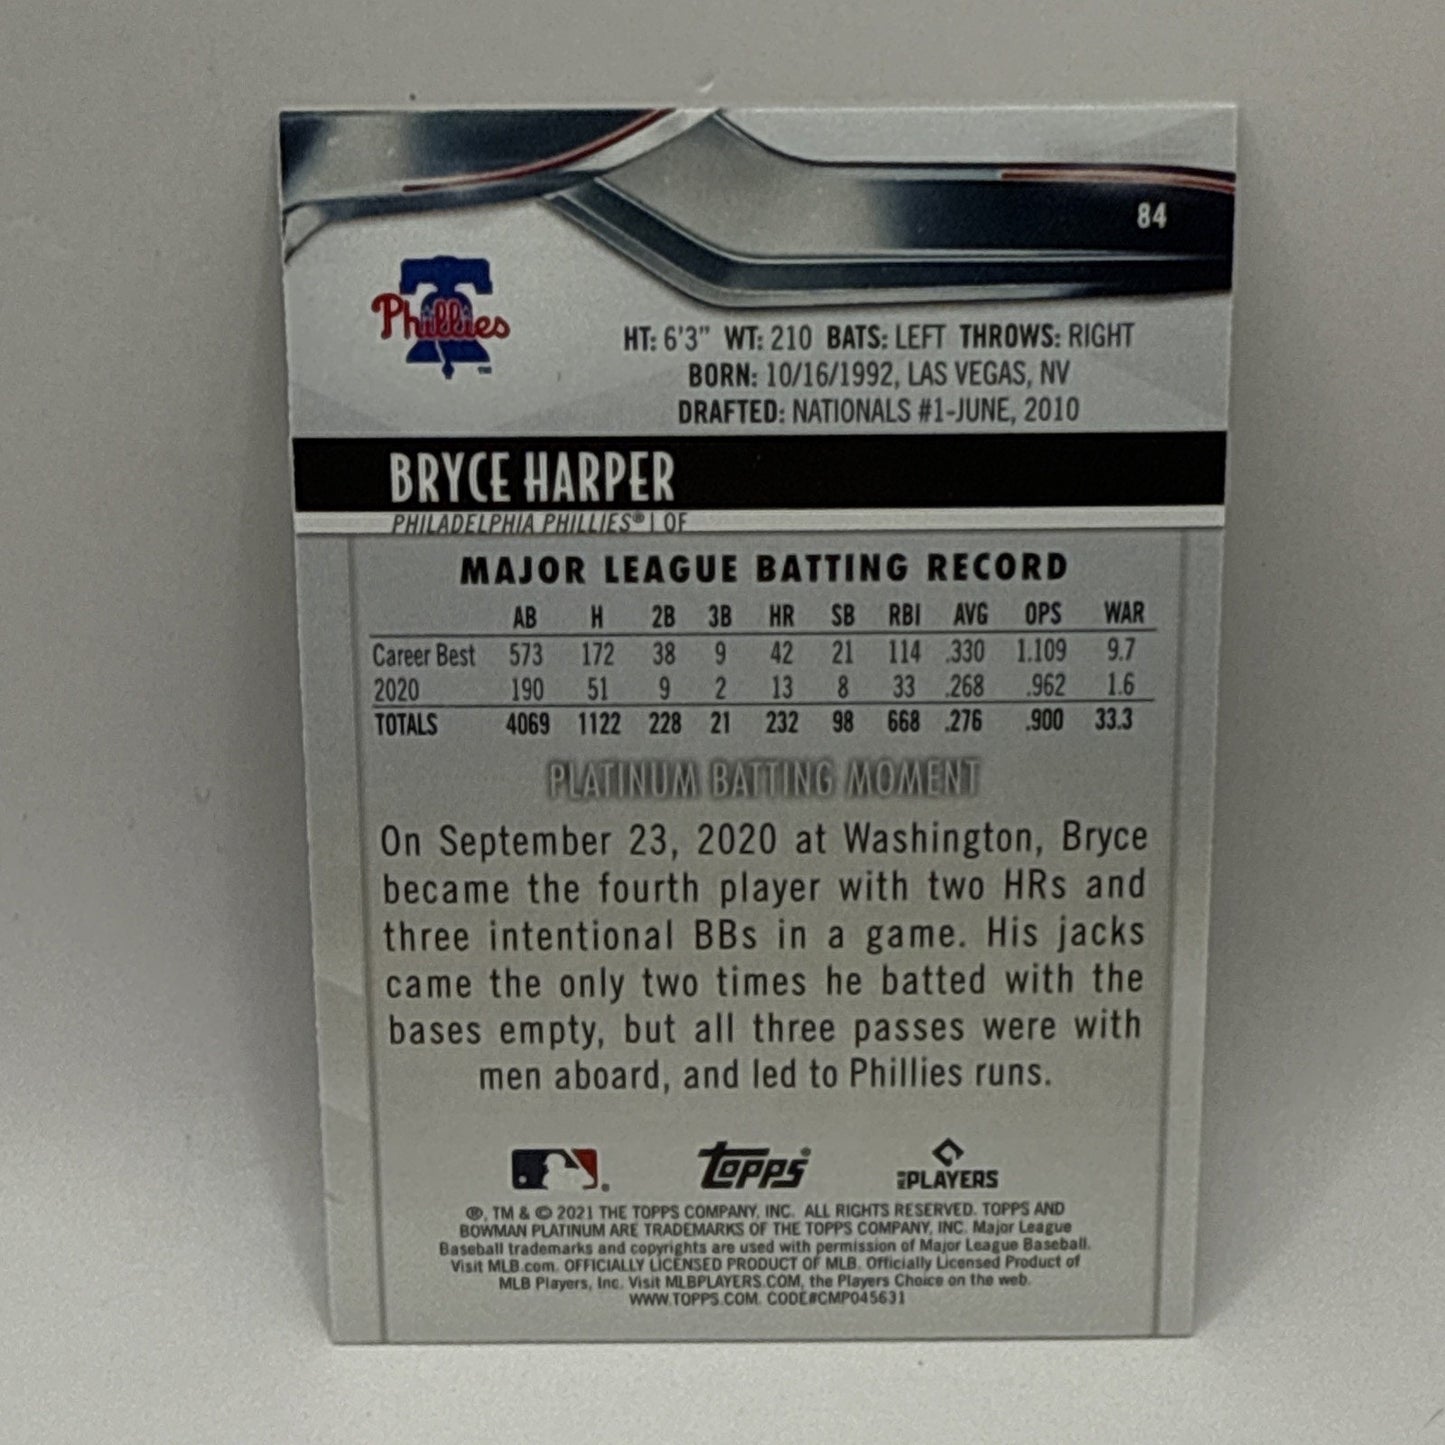 84
Phillies
HT: 6'3" WT: 210 BATS: LEFT THROWS: RIGHT
BORN: 10/16/1992, LAS VEGAS, NV
DRAFTED: NATIONALS #1-JUNE, 2010
BRYCE HARPER
PHILADELPHIA PHILLIES® | OF
MAJOR LEAGUE BATTING RECORD
AB H 2B 3B HR SB RBI AVG OPS WAR
Career Best 573 172 38 9 42 21 114 .330 1.109 9.7
2020 190 51 9 2 13 8 33 .268 .962 1.6
TOTALS 4069 1122 228 21 232 98 668 .276 .900 33.3
PLATINUM BATTING MOMENT
On September 23, 2020 at Washington, Bryce
became the fourth player with two HRs and
three intentional BBs in a game. His jacks
came the only two times he batted with the
bases empty, but all three passes were with
men aboard, and led to Phillies runs.
topps® MLB PLAYERS
®, TM & © 2021 THE TOPPS COMPANY, INC. ALL RIGHTS RESERVED. TOPPS AND
BOWMAN PLATINUM ARE TRADEMARKS OF THE TOPPS COMPANY, INC. Major League
Baseball trademarks and copyrights are used with permission of Major League Baseball.
Visit MLB.com. OFFICIALLY LICENSED PRODUCT OF MLB. Officially Licensed Product of
MLB Players, Inc. Visit MLBPLAYERS.COM, the Players Choice on the web.
WWW.TOPPS.COM. CODE#CMP045631